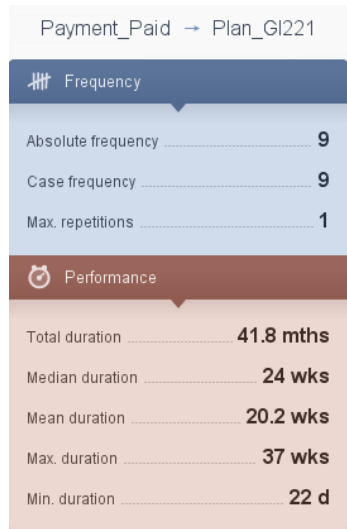 Payment_Paid → Plan_GI221
Frequency
Absolute frequency 9
Case frequency 9
Max. repetitions 1
Performance
Total duration 41.8 mths
Median duration 24 wks
Mean duration 20.2 wks
Max. duration 37 wks
Min. duration 22 d